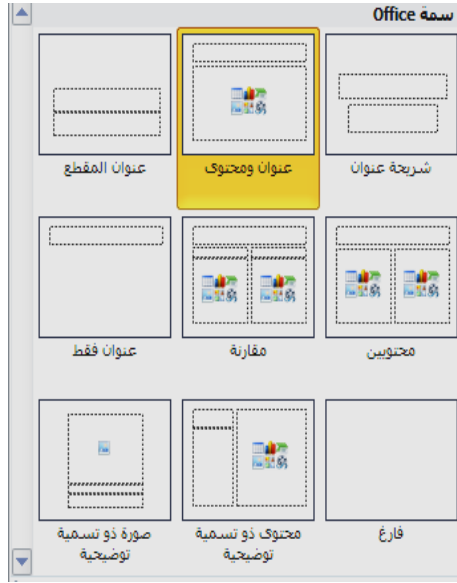 سمة Office
شريحة عنوان
عنوان ومحتوى
عنوان المقطع
محتويين
مقارنة
عنوان فقط
فارغ
محتوى ذو تسمية
توضيحية
صورة ذو تسمية
توضيحية